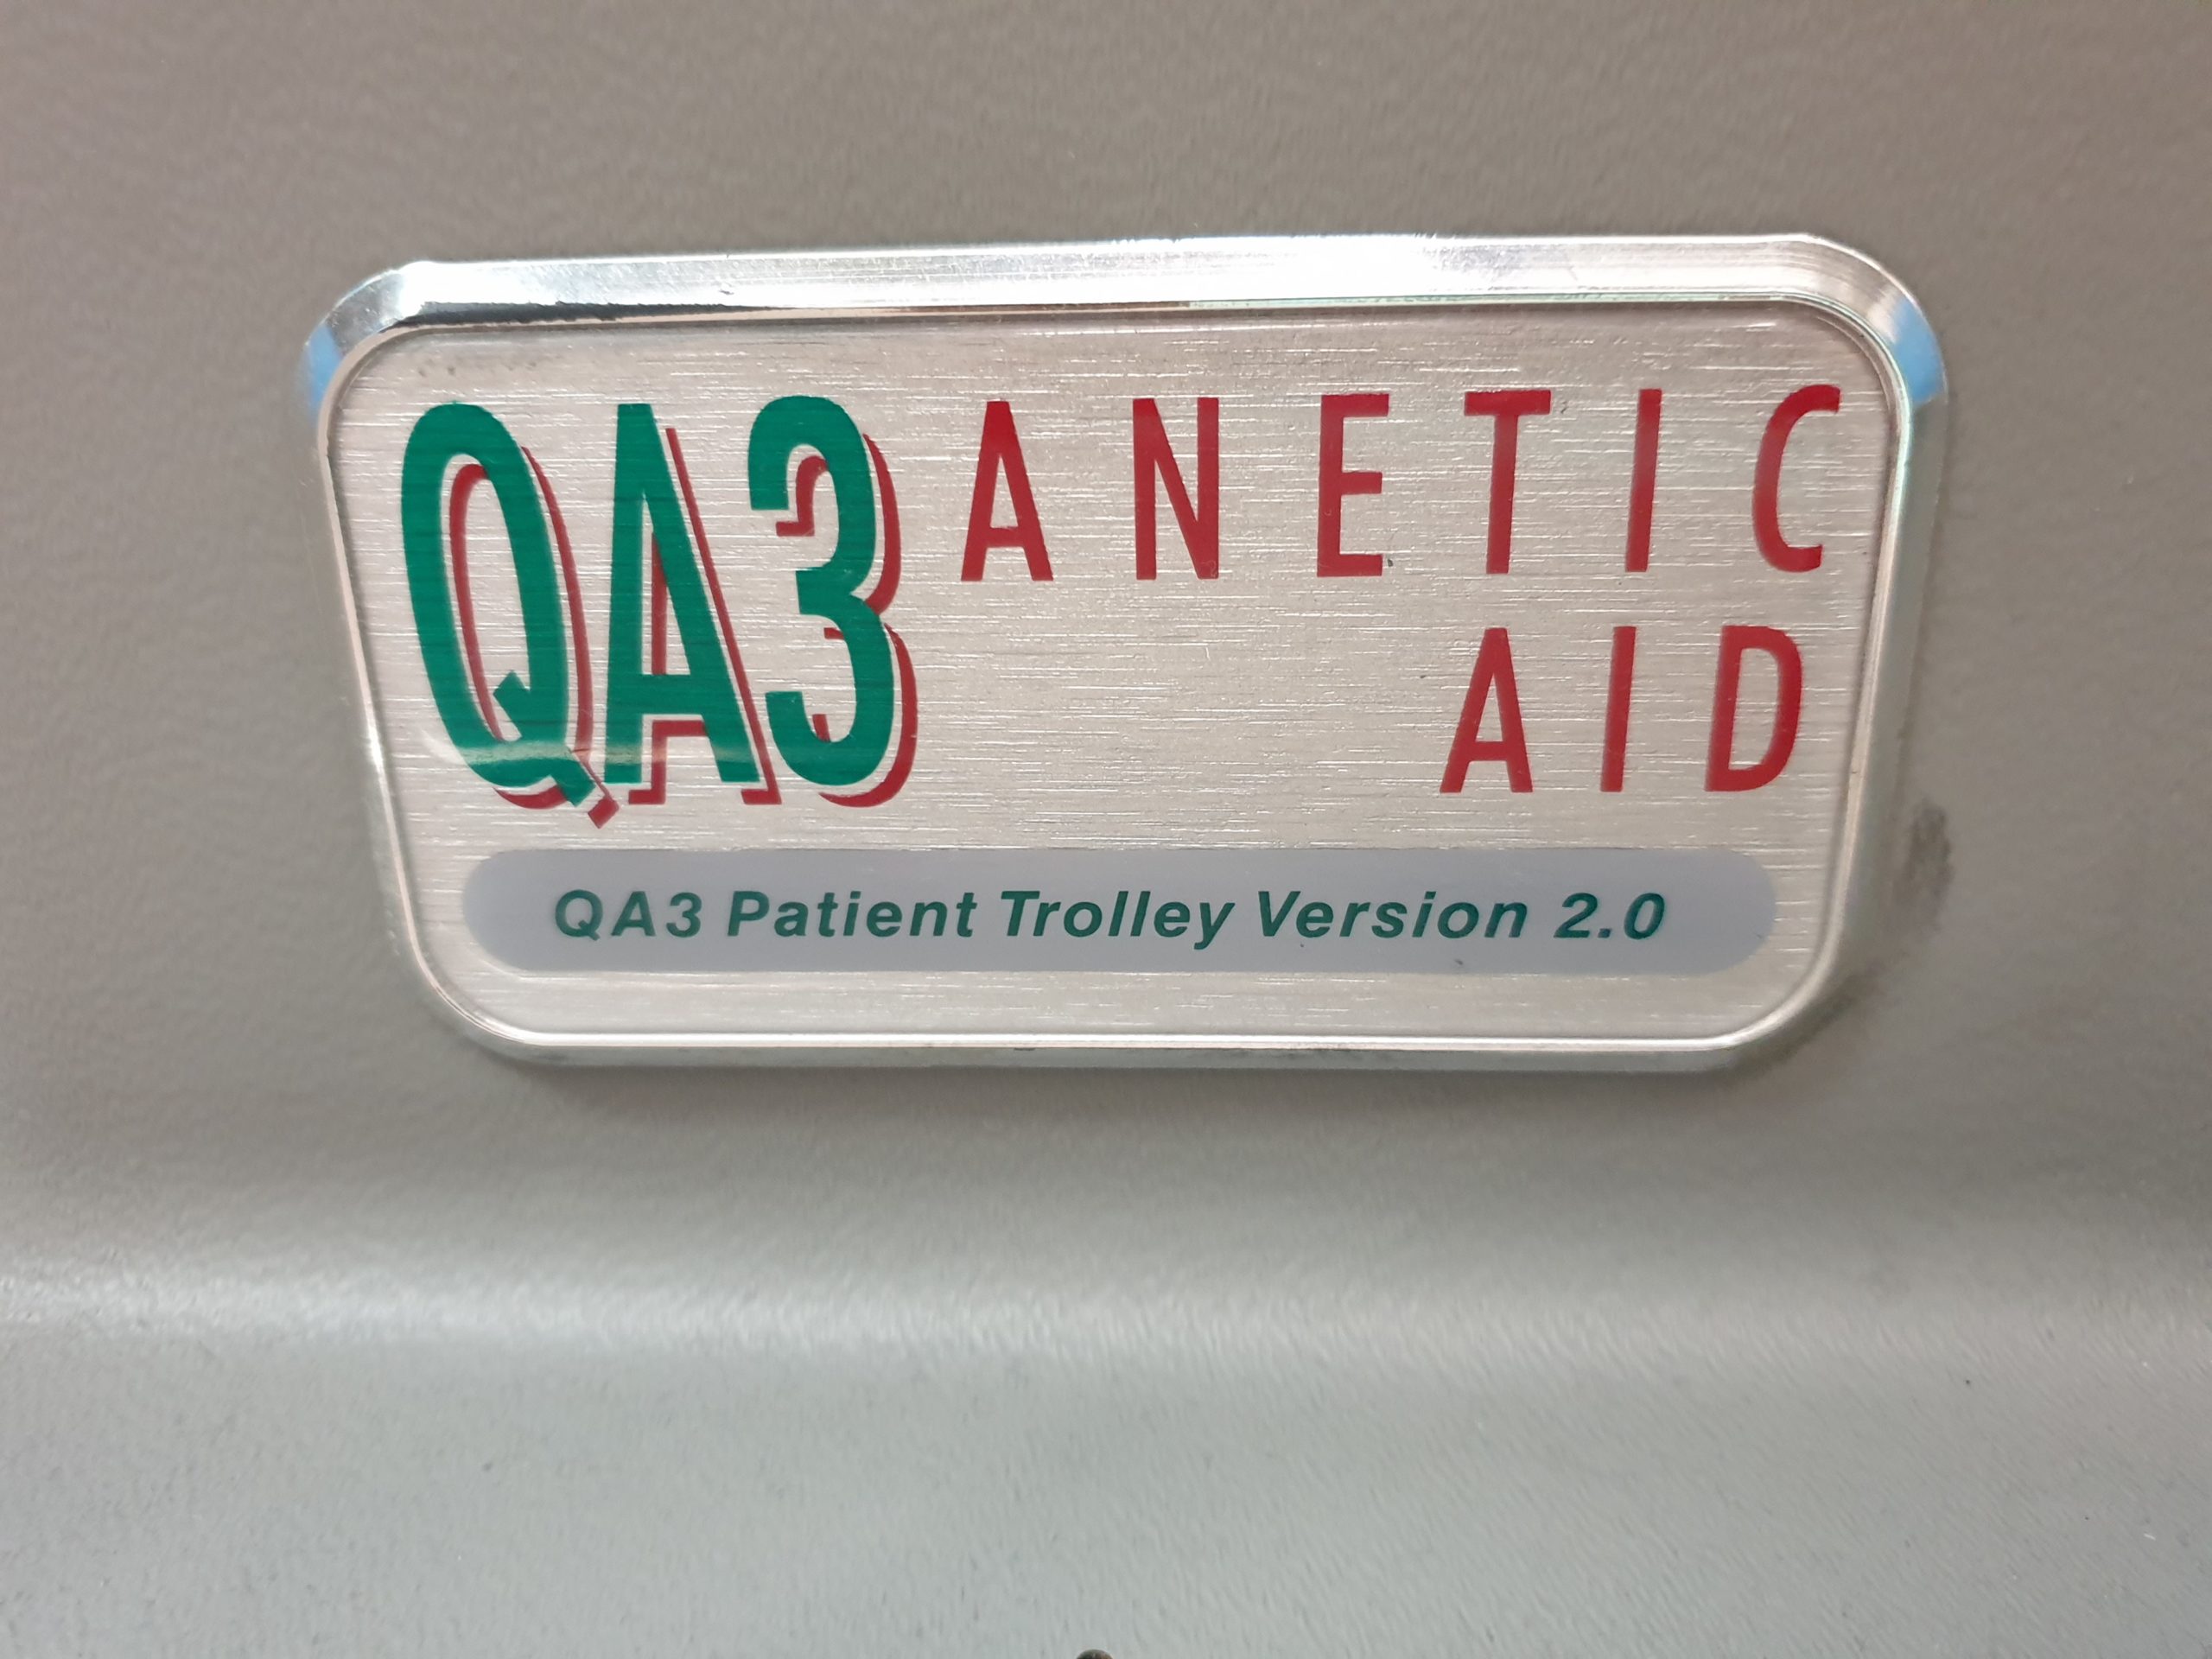 QA3 ANETIC
AID
QA3 Patient Trolley Version 2.0